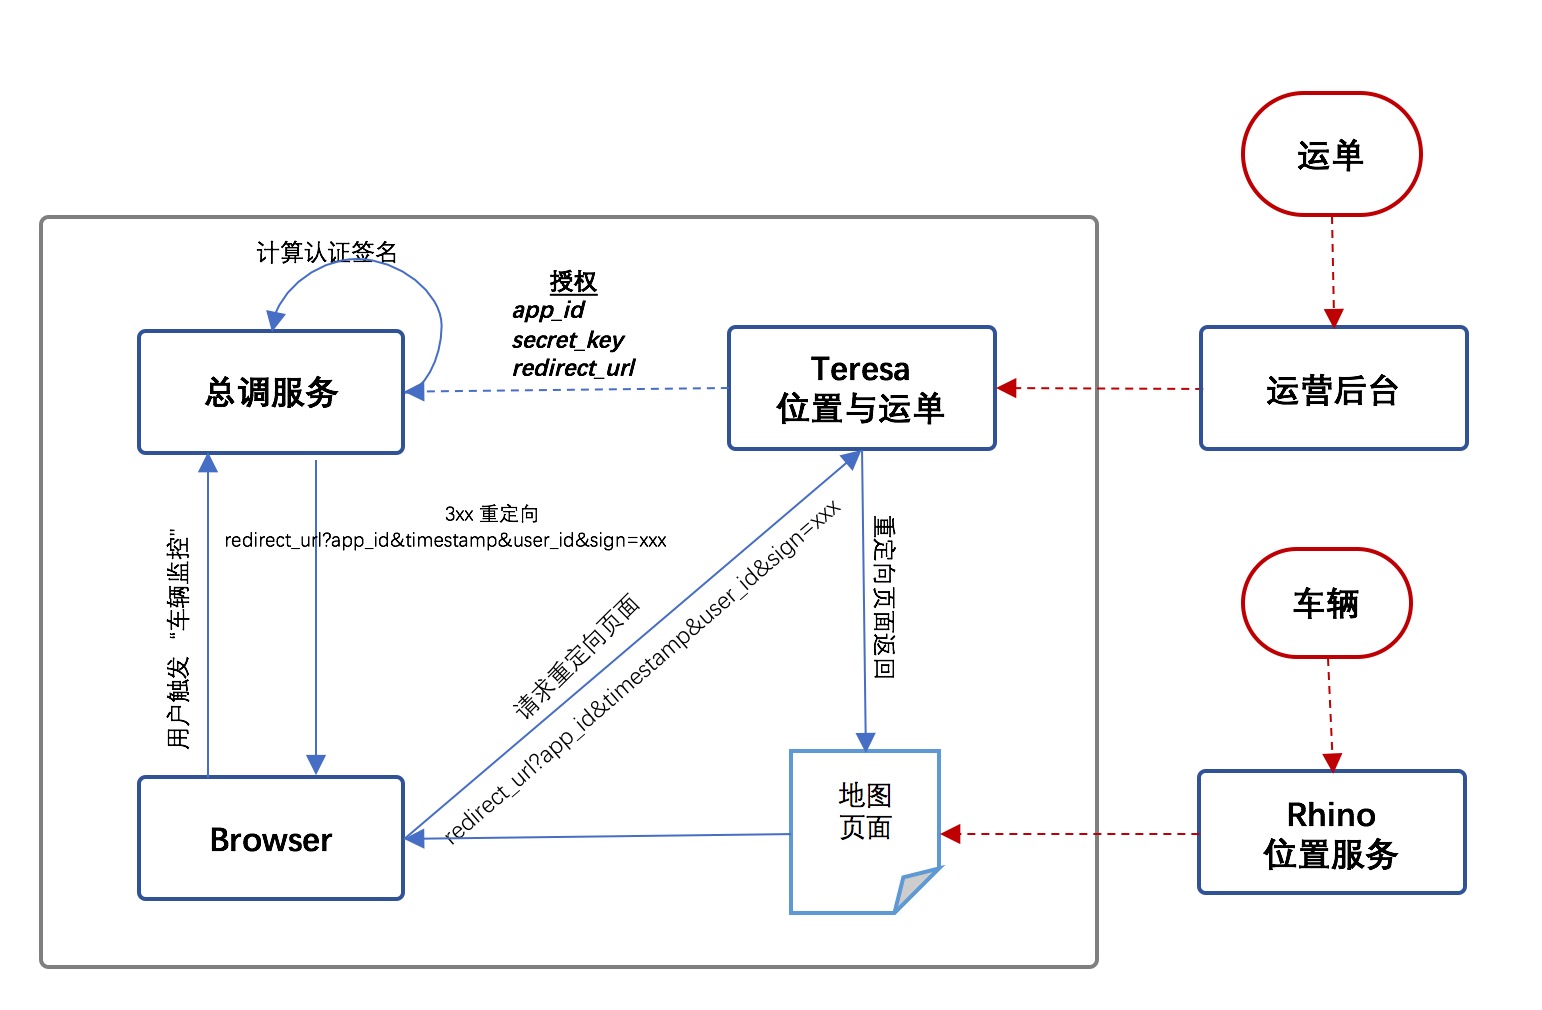 运单
计算认证签名
授权
app_id
secret_key
redirect_url
总调服务
Teresa
位置与运单
运营后台
3xx 重定向
redirect_url?app_id&timestamp&user_id&sign=xxx
用户触发 “车辆监控”
请求重定向页面
redirect_url?app_id&timestamp&user_id&sign=xxx
重定向页面返回
车辆
地图
页面
Browser
Rhino
位置服务